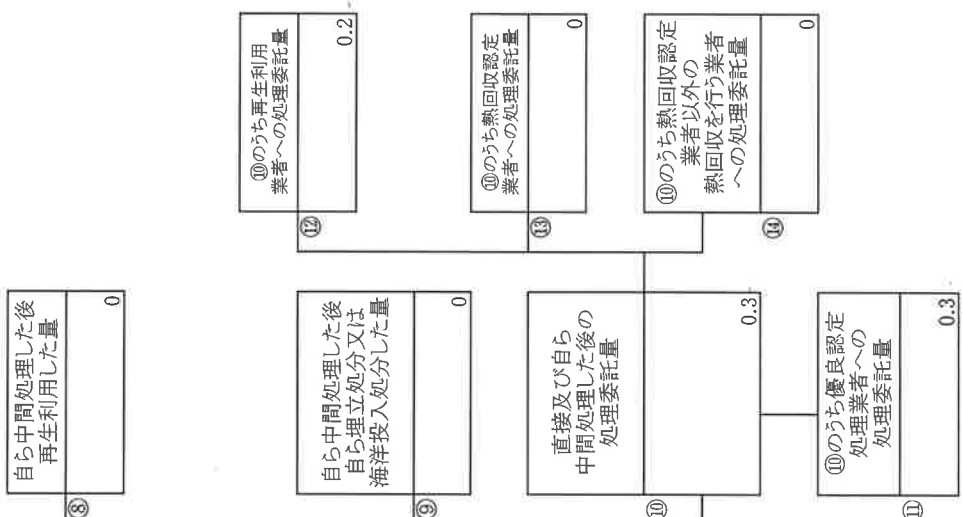 ⑧
自ら中間処理した後
再生利用した量
0
⑨
自ら中間処理した後
自ら埋立処分又は
海洋投入処分した量
0
⑩
直接及び自ら
中間処理した後の
処理委託量
0.3
⑪
⑩のうち優良認定
処理業者への
処理委託量
0.3
⑫
⑩のうち再生利用
業者への処理委託量
0.2
⑬
⑩のうち熱回収認定
業者への処理委託量
0
⑭
⑩のうち熱回収認定
業者以外の
熱回収を行う業者
への処理委託量
0